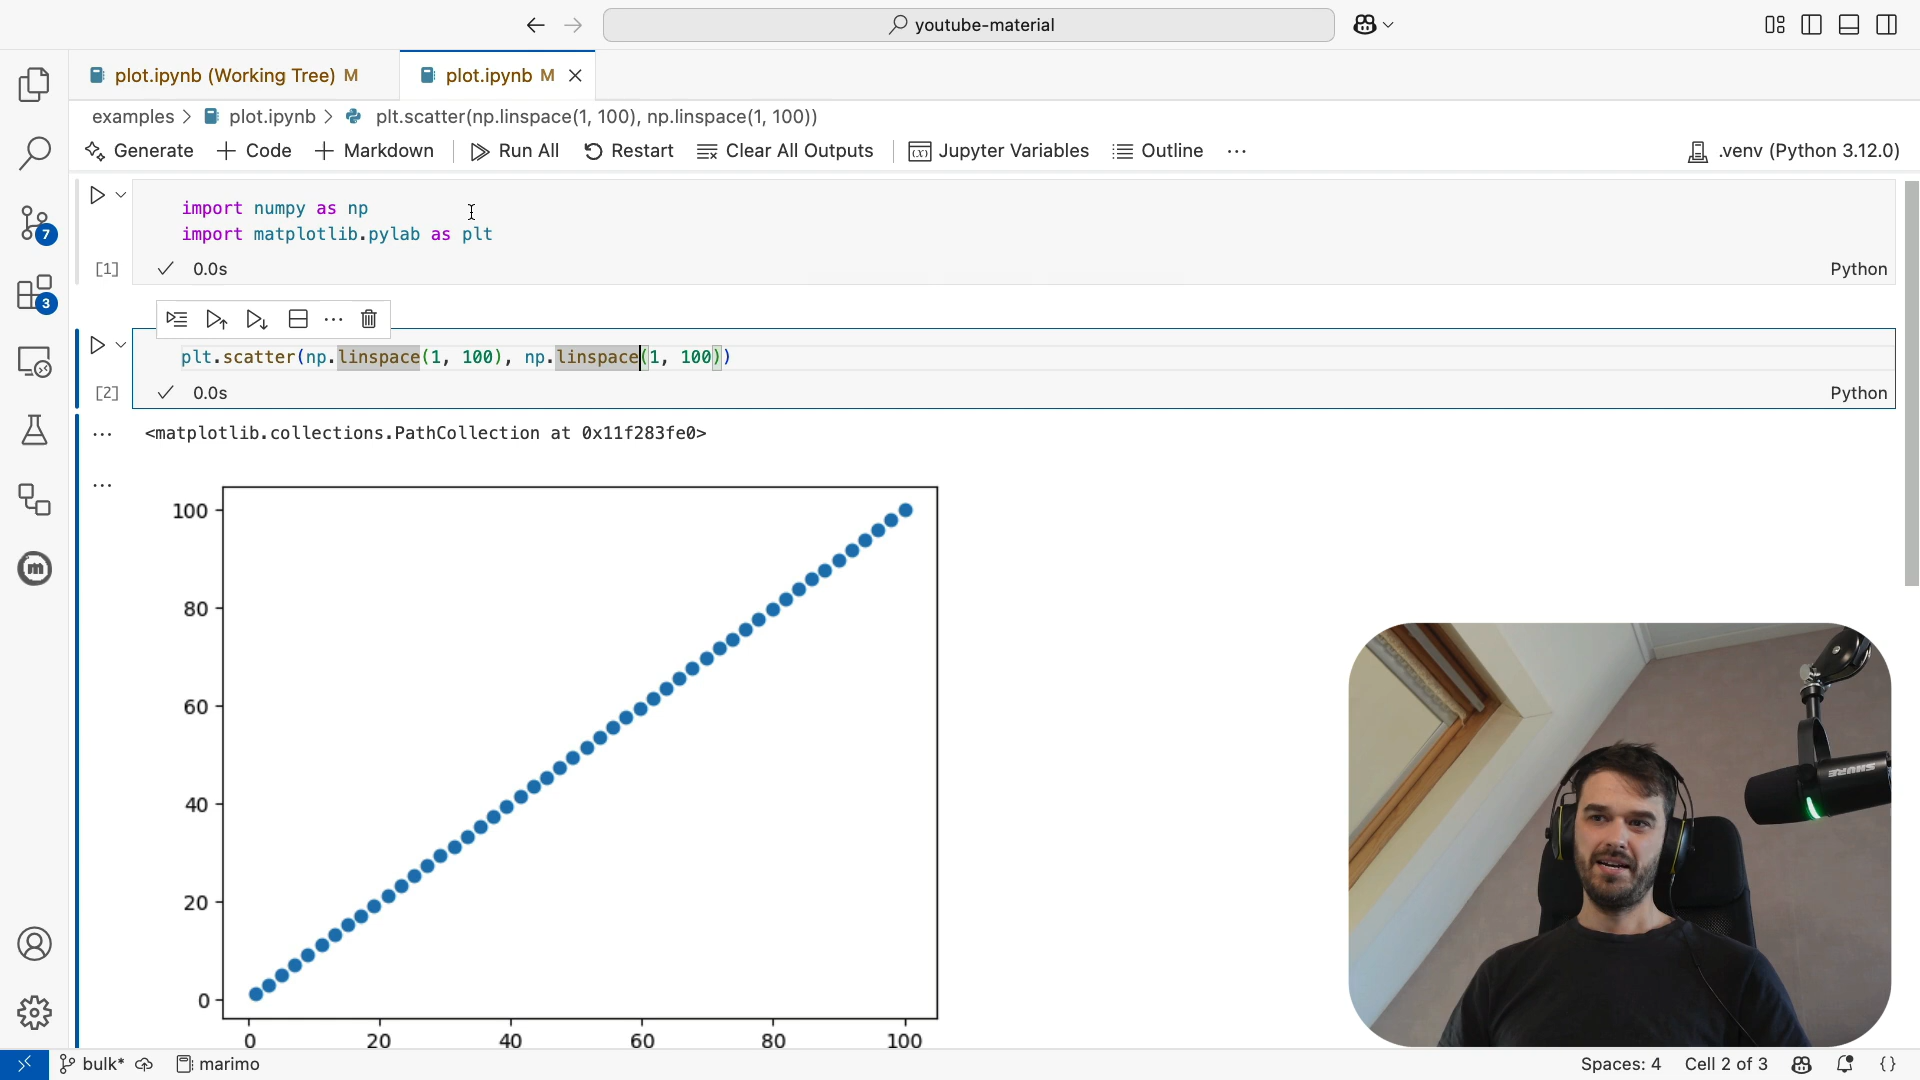 youtube-material
plot.ipynb (Working Tree) M
plot.ipynb M
examples > plot.ipynb > plt.scatter(np.linspace(1, 100), np.linspace(1, 100))
Generate + Code + Markdown Run All Restart Clear All Outputs Jupyter Variables Outline ... .venv (Python 3.12.0)
import numpy as np
import matplotlib.pylab as plt
[1] 0.0s Python
7
3
plt.scatter(np.linspace(1, 100), np.linspace(1, 100))
[2] 0.0s Python
<matplotlib.collections.PathCollection at 0x11f283fe0>
100
80
60
40
20
0
0 20 40 60 80 100
m
SHURE
bulk* marimo Spaces: 4 Cell 2 of 3 {}